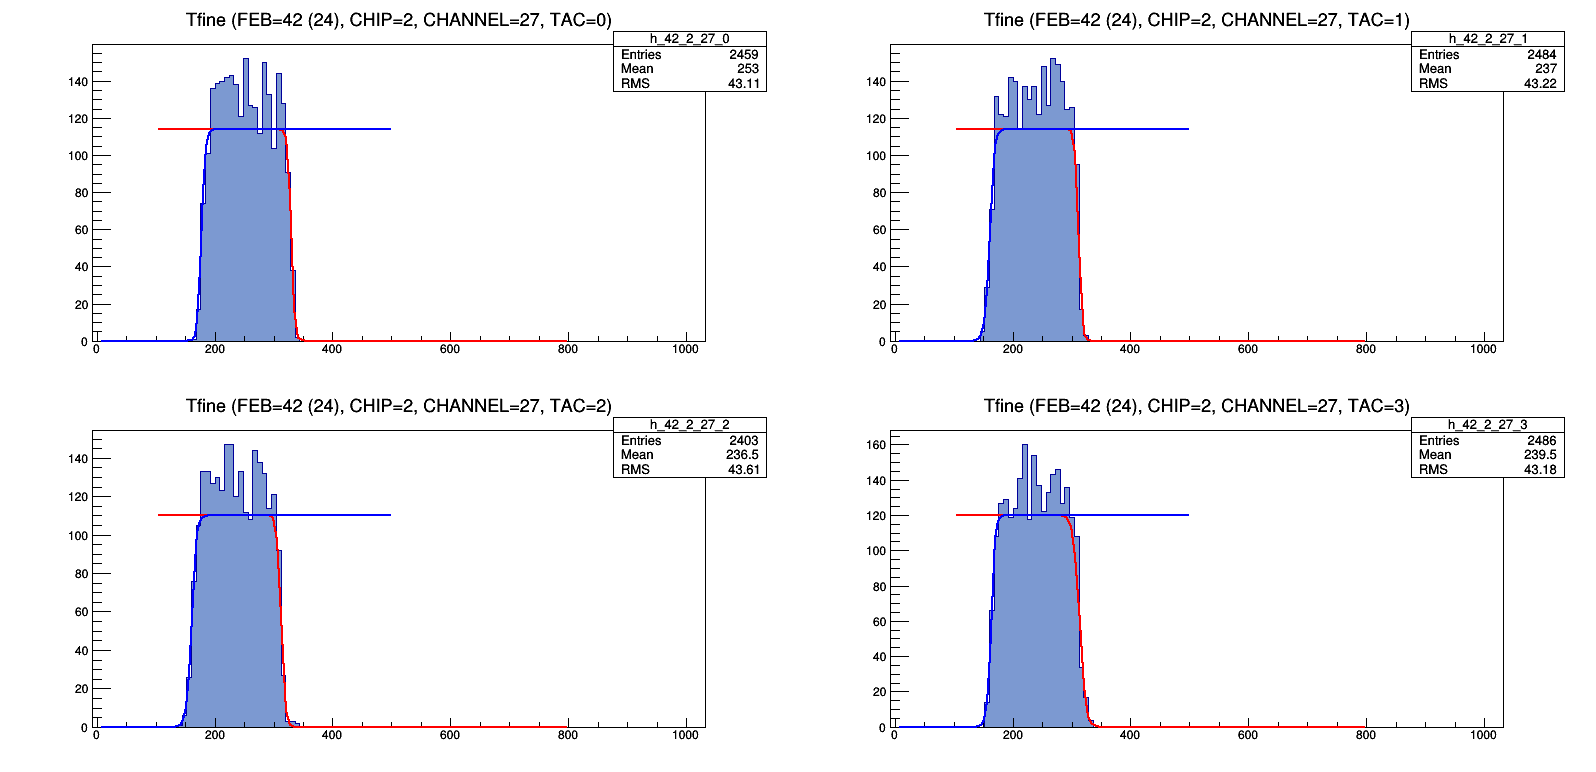 Tfine (FEB=42 (24), CHIP=2, CHANNEL=27, TAC=0)
h_42_2_27_0
Entries 2459
Mean 253
RMS 43.11
140
120
100
80
60
40
20
0
0 200 400 600 800 1000
Tfine (FEB=42 (24), CHIP=2, CHANNEL=27, TAC=1)
h_42_2_27_1
Entries 2484
Mean 237
RMS 43.22
140
120
100
80
60
40
20
0
0 200 400 600 800 1000
Tfine (FEB=42 (24), CHIP=2, CHANNEL=27, TAC=2)
h_42_2_27_2
Entries 2403
Mean 236.5
RMS 43.61
140
120
100
80
60
40
20
0
0 200 400 600 800 1000
Tfine (FEB=42 (24), CHIP=2, CHANNEL=27, TAC=3)
h_42_2_27_3
Entries 2486
Mean 239.5
RMS 43.18
160
140
120
100
80
60
40
20
0
0 200 400 600 800 1000